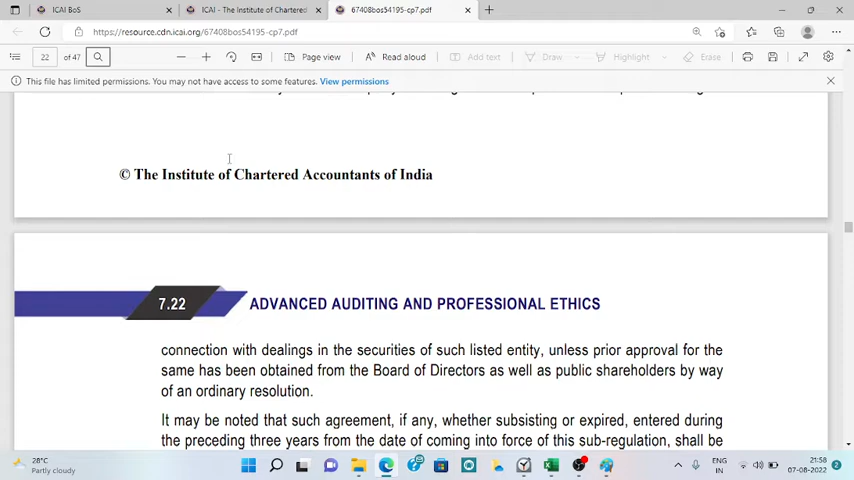 ICAI BoS
ICAI - The Institute of Chartered
67408bos54195-cp7.pdf
https://resource.cdn.icai.org/67408bos54195-cp7.pdf
22 of 47
Page view
Read aloud
Add text
Draw
Highlight
Erase
This file has limited permissions. You may not have access to some features. View permissions
© The Institute of Chartered Accountants of India
7.22 ADVANCED AUDITING AND PROFESSIONAL ETHICS
connection with dealings in the securities of such listed entity, unless prior approval for the
same has been obtained from the Board of Directors as well as public shareholders by way
of an ordinary resolution.
It may be noted that such agreement, if any, whether subsisting or expired, entered during
the preceding three years from the date of coming into force of this sub-regulation, shall be
28°C
Partly cloudy
ENG
IN
21:58
07-08-2022
2